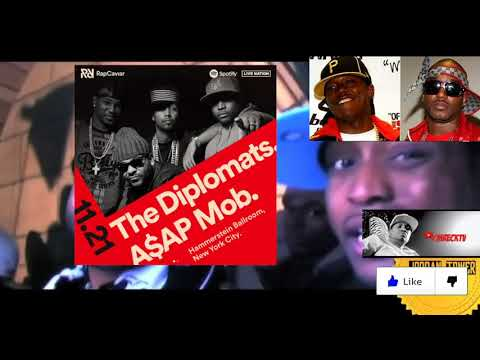 RapCaviar
Spotify
LIVE NATION
11.21
The Diplomats.
A$AP Mob.
Hammerstein Ballroom,
New York City.
Like